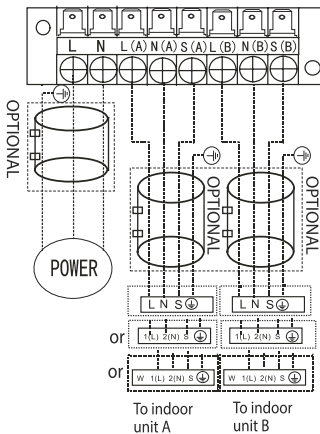 L N L(A) N(A) S(A) L(B) N(B) S(B)
OPTIONAL
OPTIONAL
OPTIONAL
POWER
L N S
L N S
or
1(L) 2(N) S
1(L) 2(N) S
or
W 1(L) 2(N) S
W 1(L) 2(N) S
To indoor
unit A
To indoor
unit B